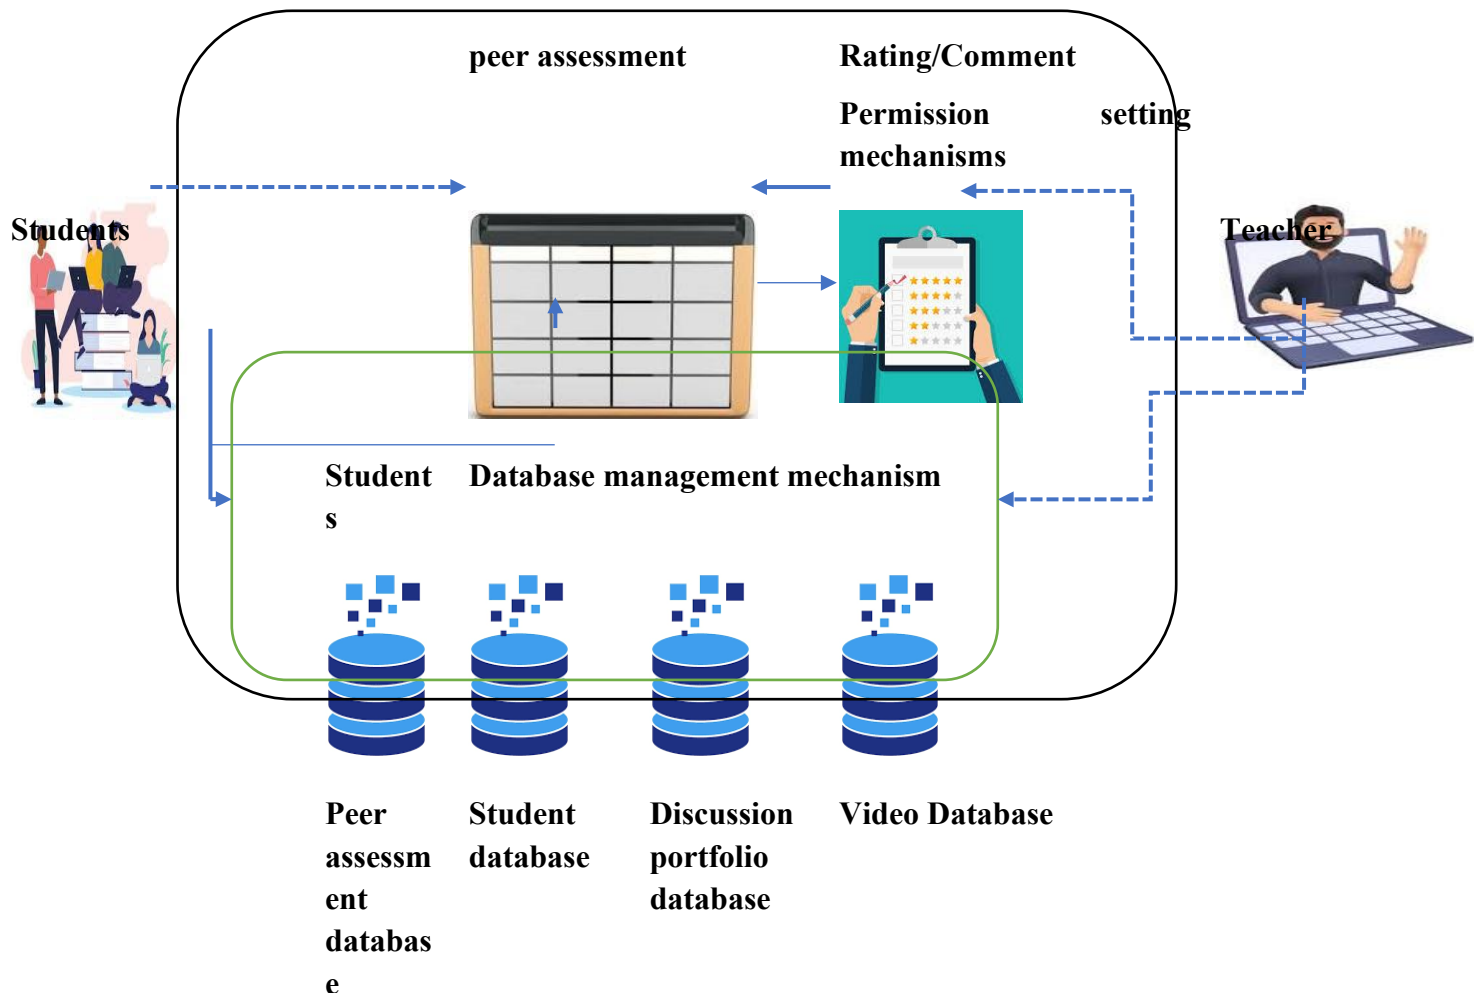 peer assessment
Rating/Comment
Permission setting
mechanisms
Students
Teacher
Student
s
Database management mechanism
Peer
assessm
ent
databas
e
Student
database
Discussion
portfolio
database
Video Database